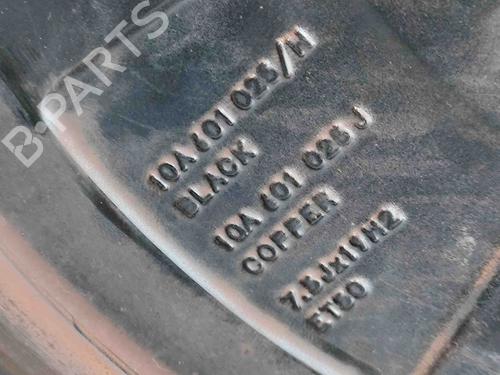 B-PARTS
10A 601 025/H
BLACK
10A 601 025 J
COPPER
7.5Jx19H2
ET50